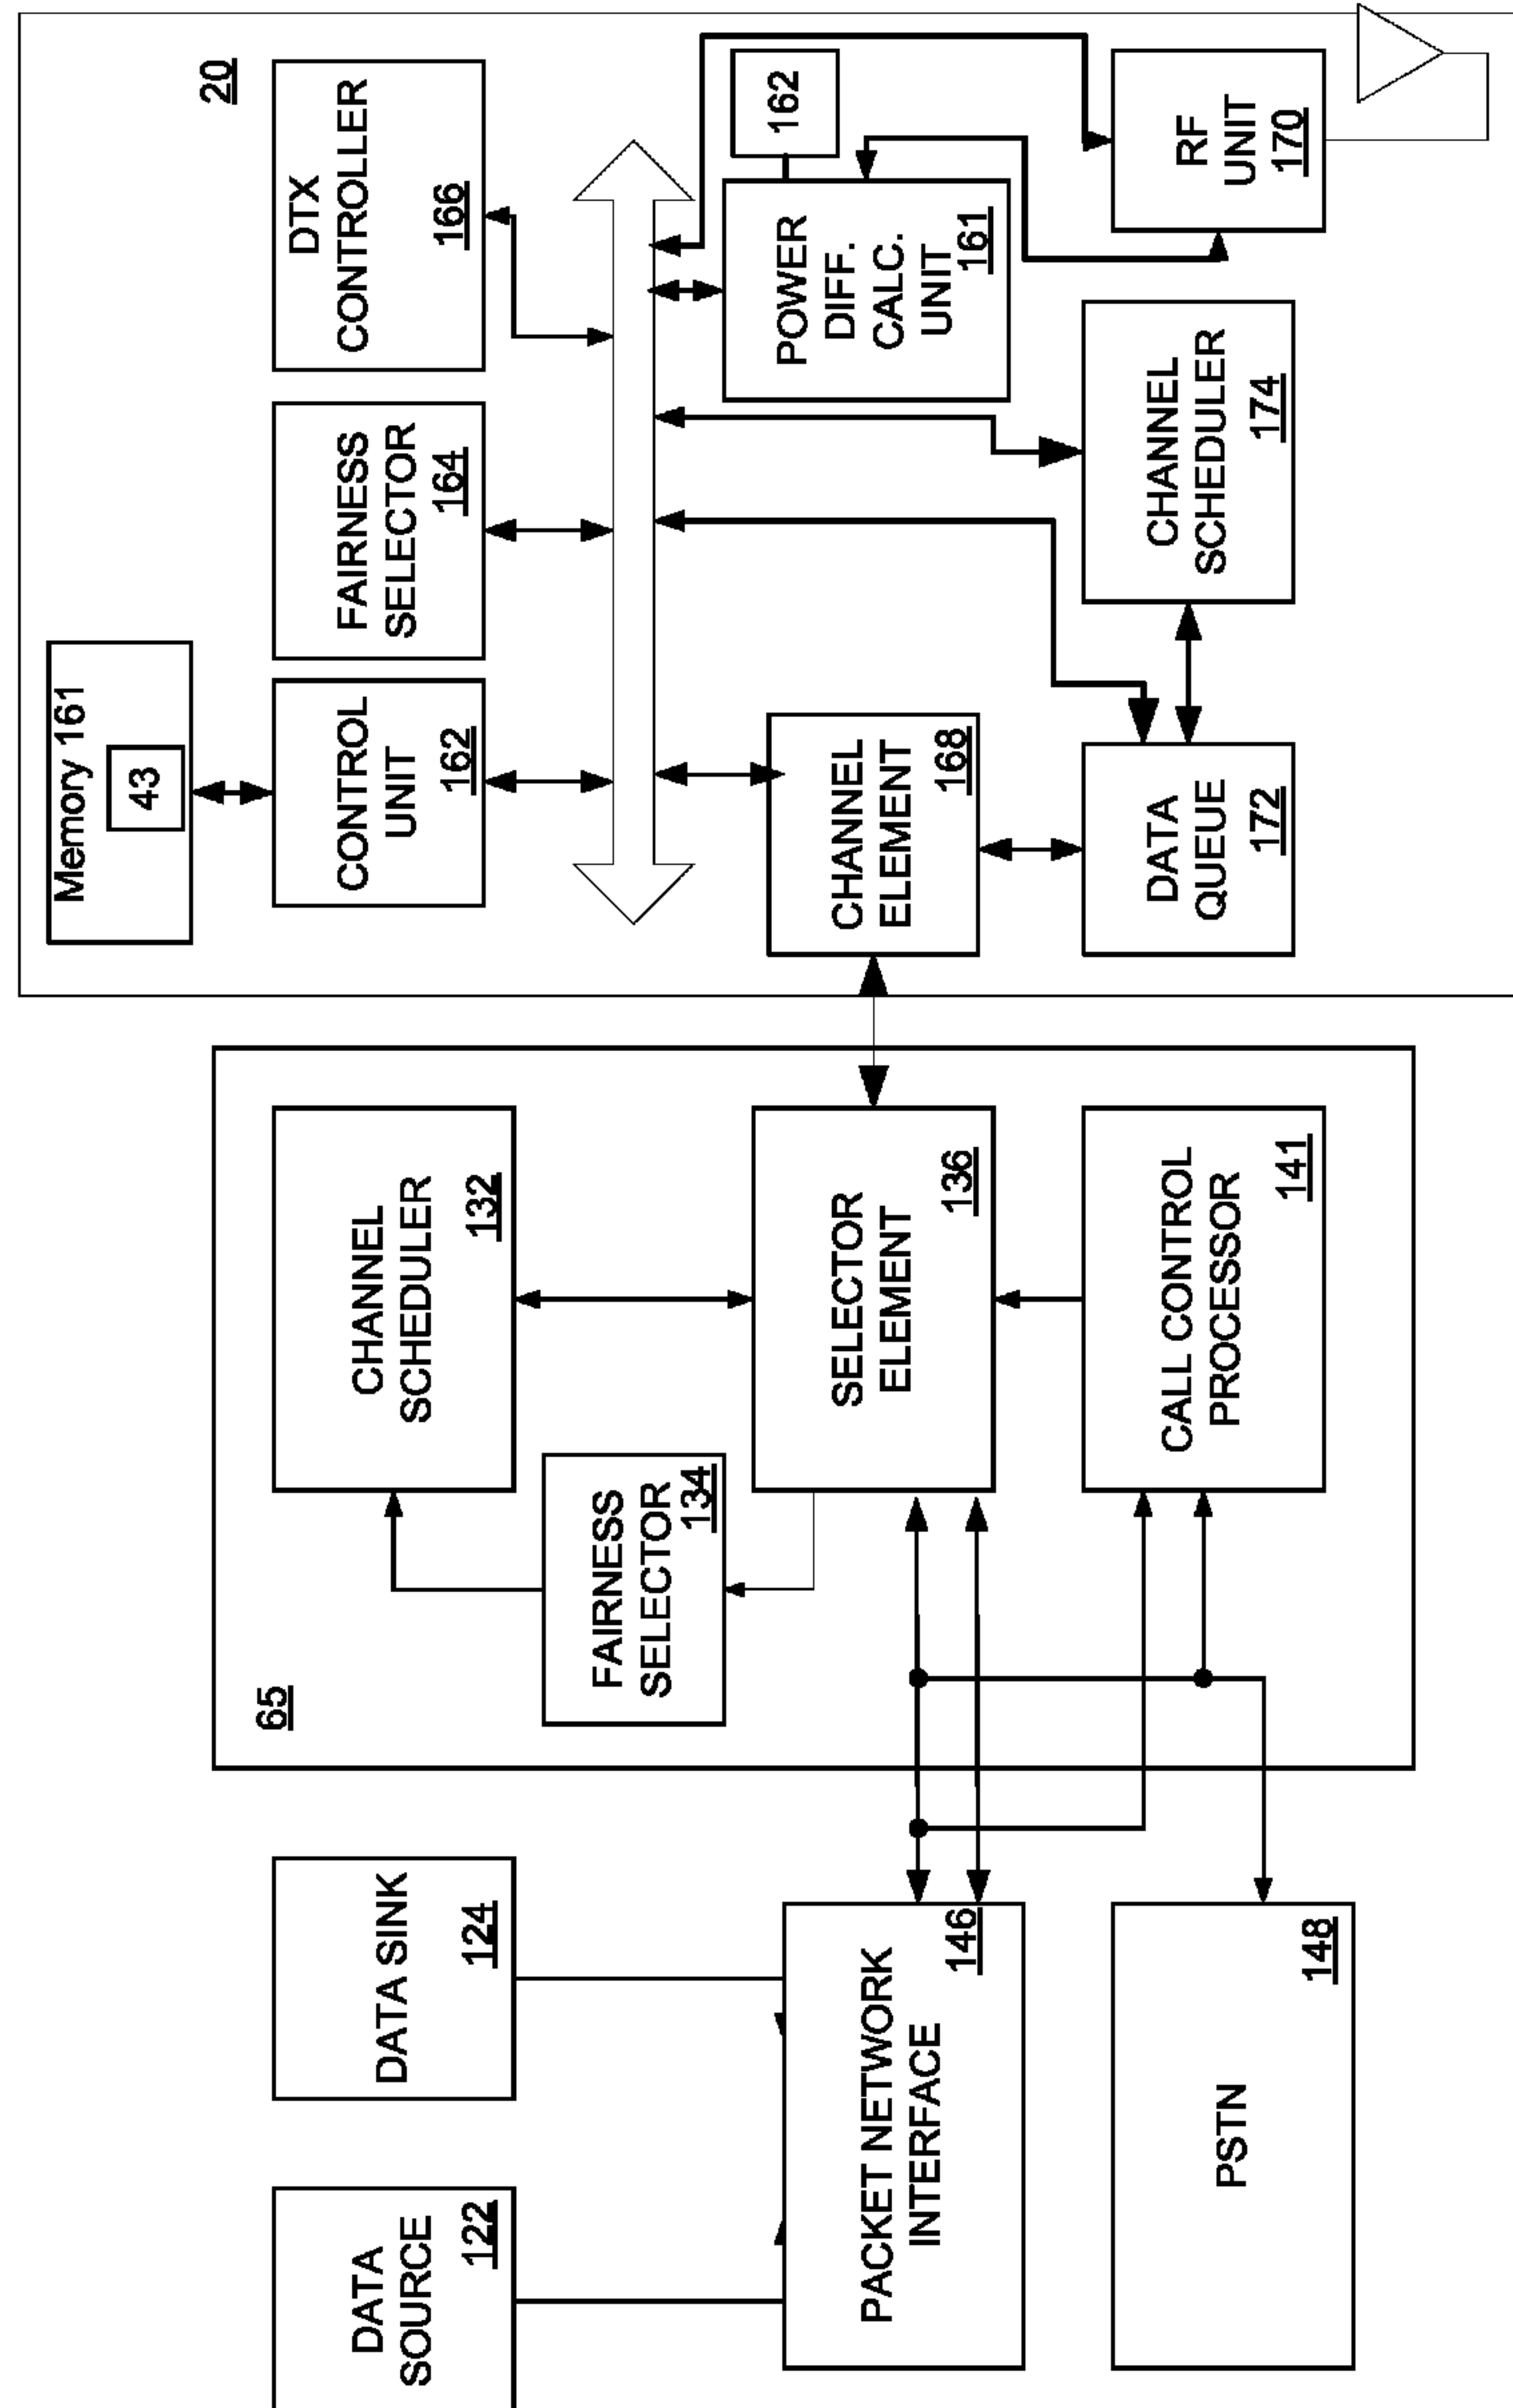 DATA
SOURCE
122
DATA SINK
124
PACKET NETWORK
INTERFACE
146
PSTN
148
65
CHANNEL
SCHEDULER
132
FAIRNESS
SELECTOR
134
SELECTOR
ELEMENT
136
CALL CONTROL
PROCESSOR
141
20
Memory 161
43
CONTROL
UNIT
162
FAIRNESS
SELECTOR
164
DTX
CONTROLLER
166
CHANNEL
ELEMENT
168
POWER
DIFF.
CALC.
UNIT
161
162
DATA
QUEUE
172
CHANNEL
SCHEDULER
174
RF
UNIT
170